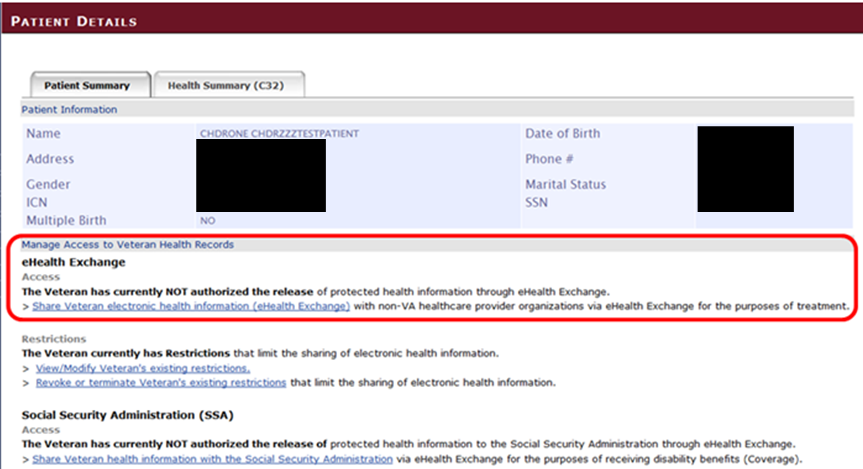 PATIENT DETAILS
Patient Summary Health Summary (C32)
Patient Information
Name CHDRONE CHDRZZZTESTPATIENT Date of Birth
Address Phone #
Gender Marital Status
ICN SSN
Multiple Birth NO
Manage Access to Veteran Health Records
eHealth Exchange
Access
The Veteran has currently NOT authorized the release of protected health information through eHealth Exchange.
> Share Veteran electronic health information (eHealth Exchange) with non-VA healthcare provider organizations via eHealth Exchange for the purposes of treatment.
Restrictions
The Veteran currently has Restrictions that limit the sharing of electronic health information.
> View/Modify Veteran's existing restrictions.
> Revoke or terminate Veteran's existing restrictions that limit the sharing of electronic health information.
Social Security Administration (SSA)
Access
The Veteran has currently NOT authorized the release of protected health information to the Social Security Administration through eHealth Exchange.
> Share Veteran health information with the Social Security Administration via eHealth Exchange for the purposes of receiving disability benefits (Coverage).